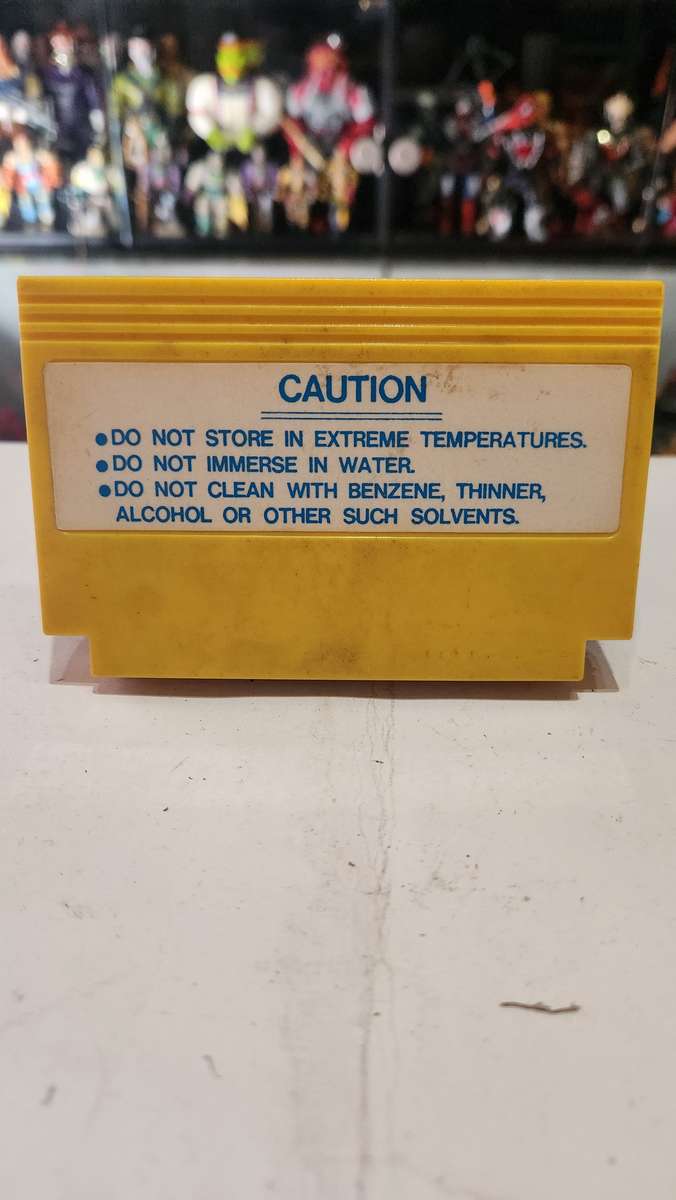 CAUTION
●DO NOT STORE IN EXTREME TEMPERATURES.
●DO NOT IMMERSE IN WATER.
●DO NOT CLEAN WITH BENZENE, THINNER,
ALCOHOL OR OTHER SUCH SOLVENTS.